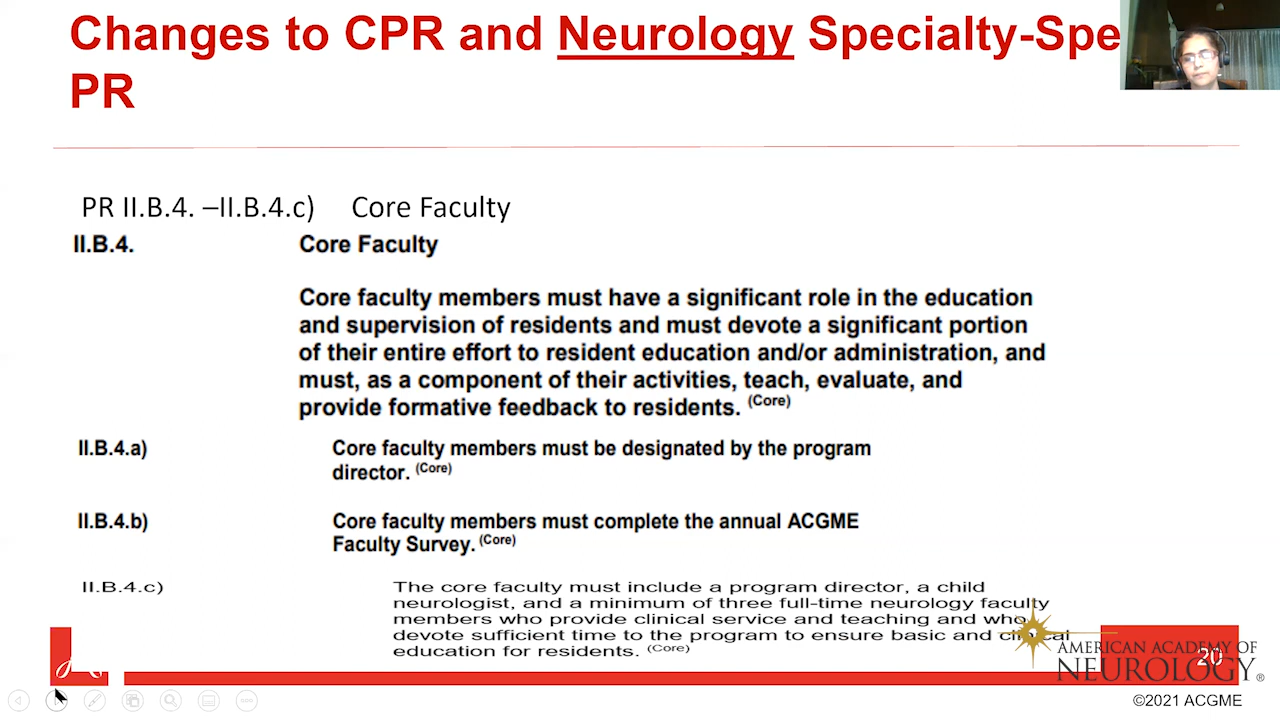 Changes to CPR and Neurology Specialty-Spe
PR
PR II.B.4. –II.B.4.c) Core Faculty
II.B.4. Core Faculty
Core faculty members must have a significant role in the education
and supervision of residents and must devote a significant portion
of their entire effort to resident education and/or administration, and
must, as a component of their activities, teach, evaluate, and
provide formative feedback to residents. (Core)
II.B.4.a) Core faculty members must be designated by the program
director. (Core)
II.B.4.b) Core faculty members must complete the annual ACGME
Faculty Survey. (Core)
II.B.4.c) The core faculty must include a program director, a child
neurologist, and a minimum of three full-time neurology faculty
members who provide clinical service and teaching and who
devote sufficient time to the program to ensure basic and clinical
education for residents. (Core)
AMERICAN ACADEMY OF
NEUROLOGY®
20
©2021 ACGME